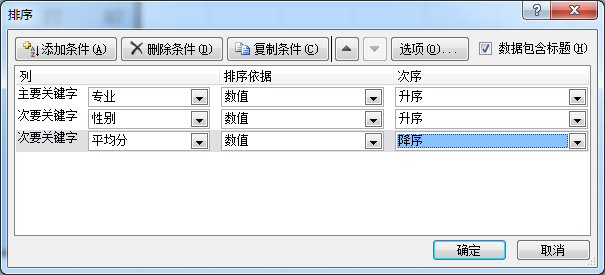 排序
添加条件(A) 删除条件(D) 复制条件(C) 选项(O)... 数据包含标题(H)
列 排序依据 次序
主要关键字 专业 数值 升序
次要关键字 性别 数值 升序
次要关键字 平均分 数值 降序
确定 取消